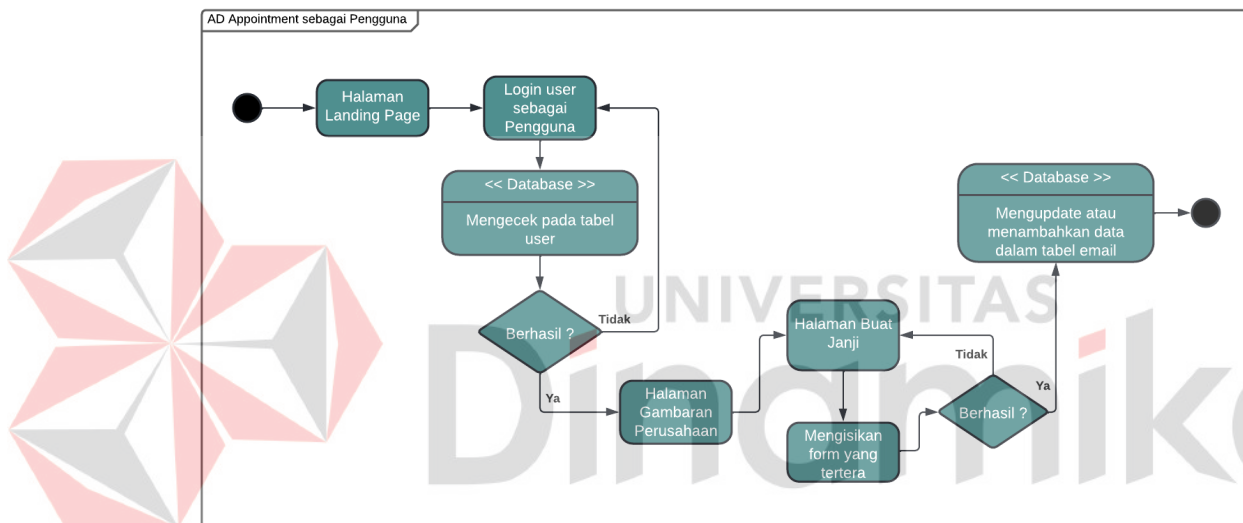 AD Appointment sebagai Pengguna
Halaman
Landing Page
Login user
sebagai
Pengguna
<< Database >>
Mengecek pada tabel
user
Berhasil ?
Tidak
Ya
Halaman
Gambaran
Perusahaan
Halaman Buat
Janji
Mengisikan
form yang
tertera
Berhasil ?
Tidak
Ya
<< Database >>
Mengupdate atau
menambahkan data
dalam tabel email
UNIVERSITAS
Dinamika